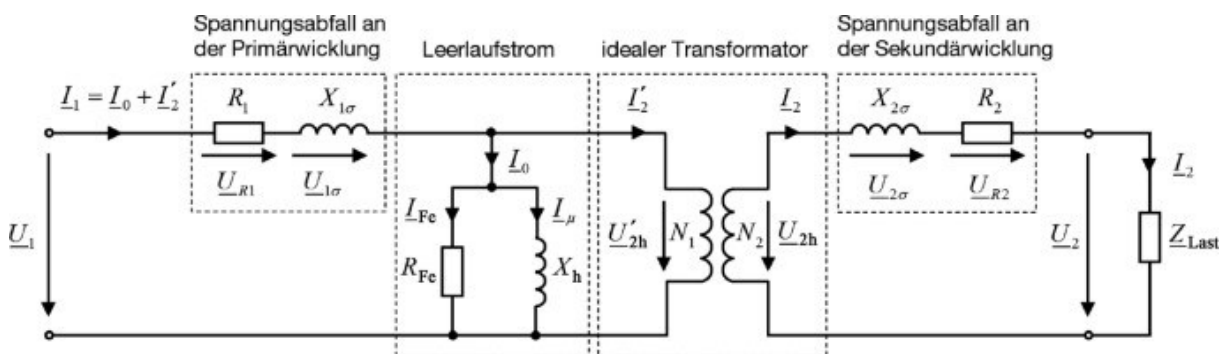 Spannungsabfall an
der Primärwicklung
Leerlaufstrom
idealer Transformator
Spannungsabfall an
der Sekundärwicklung
I1 = I0 + I′2
R1
X1σ
I′2
I2
X2σ
R2
UR1
U1σ
I0
U2σ
UR2
I2
IFe
Iμ
U1
U′2h
N1
N2
U2h
U2
ZLast
RFe
Xh